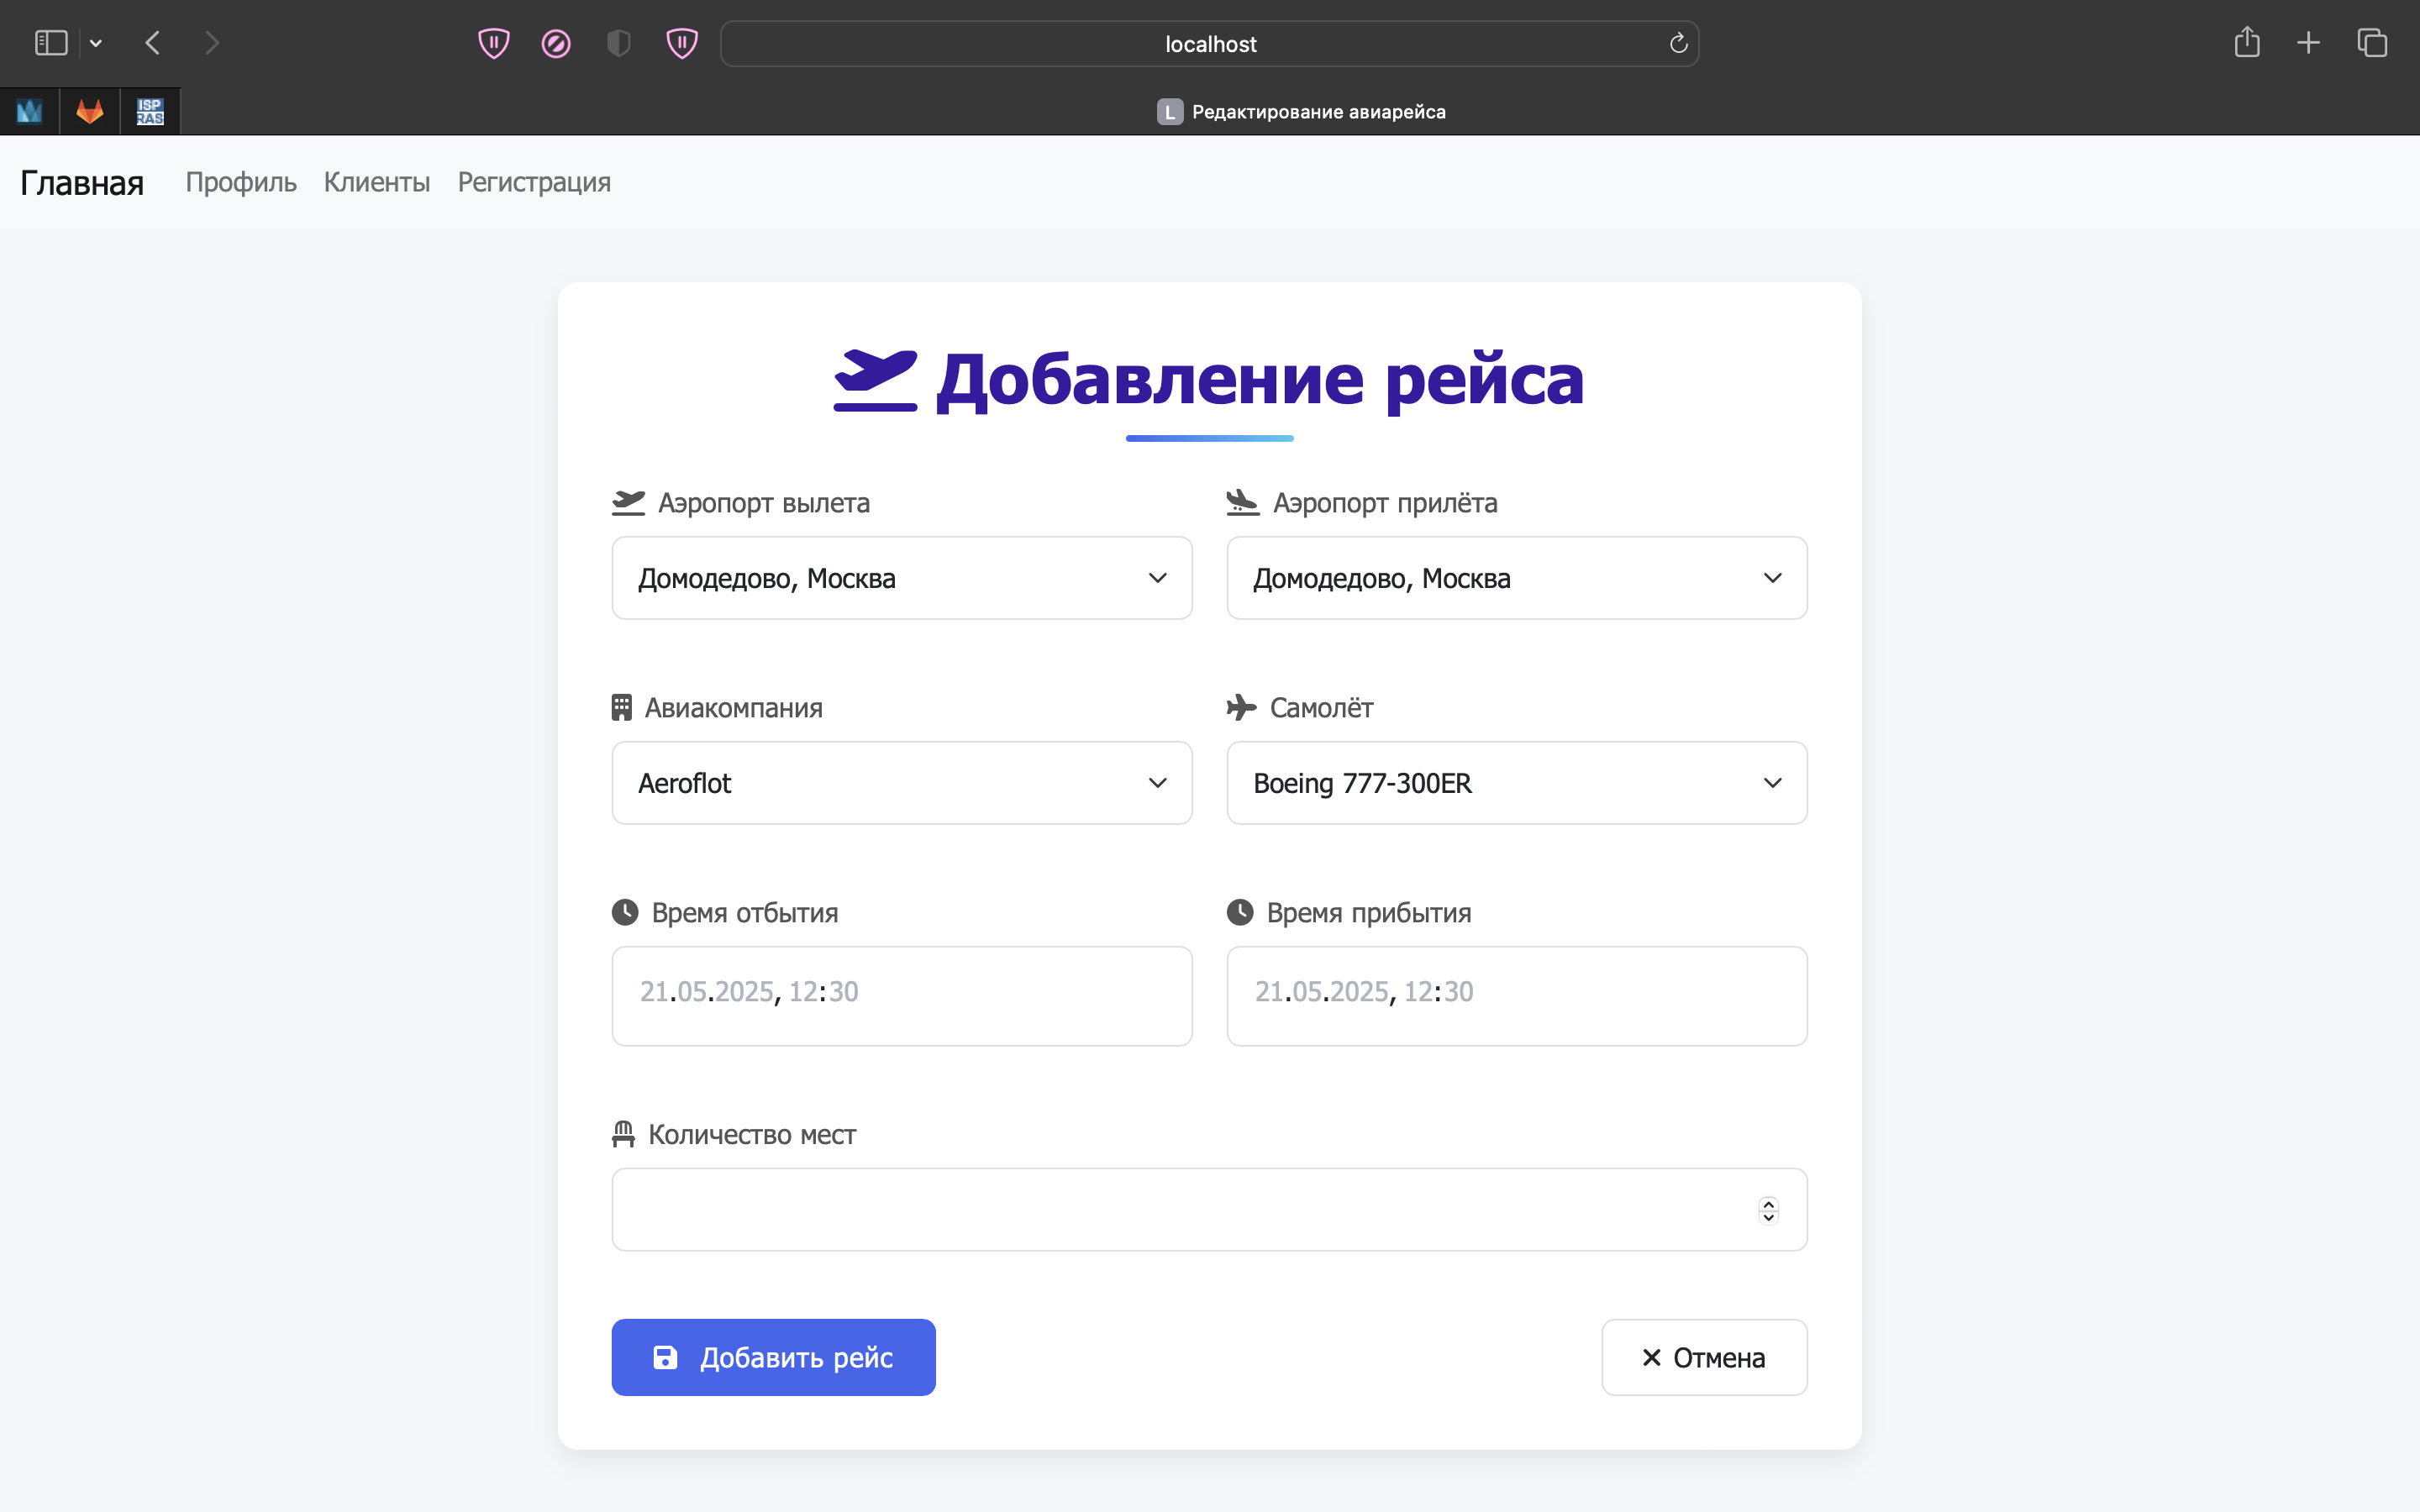 localhost
ISP RAS
L Редактирование авиарейса
Главная Профиль Клиенты Регистрация
Добавление рейса
Аэропорт вылета Аэропорт прилёта
Домодедово, Москва Домодедово, Москва
Авиакомпания Самолёт
Aeroflot Boeing 777-300ER
Время отбытия Время прибытия
21.05.2025, 12:30 21.05.2025, 12:30
Количество мест
Добавить рейс Отмена